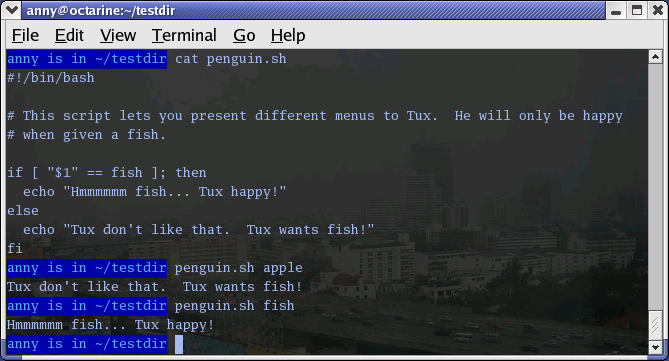 anny@octarine:~/testdir
File Edit View Terminal Go Help
anny is in ~/testdir cat penguin.sh
#!/bin/bash
# This script lets you present different menus to Tux.  He will only be happy
# when given a fish.
if [ "$1" == fish ]; then
  echo "Hmmmmmm fish... Tux happy!"
else
  echo "Tux don't like that.  Tux wants fish!"
fi
anny is in ~/testdir penguin.sh apple
Tux don't like that.  Tux wants fish!
anny is in ~/testdir penguin.sh fish
Hmmmmmm fish... Tux happy!
anny is in ~/testdir